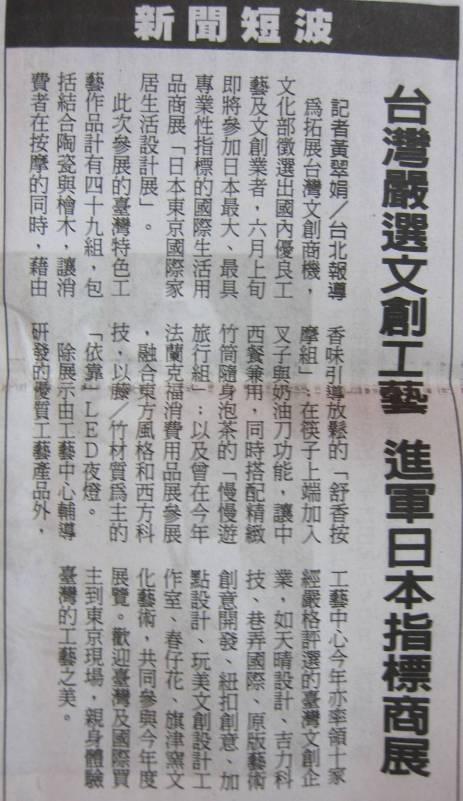 新聞短波
台灣嚴選文創工藝 進軍日本指標商展
記者黃翠娟／台北報導
為拓展台灣文創商機，
文化部徵選出國內優良工
藝及文創業者，六月上旬
即將參加日本最大、最具
專業性指標的國際生活用
品商展「日本東京國際家
居生活設計展」。
此次參展的臺灣特色工
藝作品計有四十九組，包
括結合陶瓷與檜木，讓消
費者在按摩的同時，藉由
香味引導放鬆的「舒香按
摩組」；在筷子上端加入
叉子與奶油刀功能，讓中
西餐兼用，同時搭配精緻
竹筒隨身泡茶的「慢慢遊
旅行組」；以及曾在今年
法蘭克福消費用品展參展
，融合東方風格和西方科
技，以藤／竹材質為主的
「依靠」LED夜燈。
除展示由工藝中心輔導
研發的優質工藝產品外，
工藝中心今年亦率領十家
經嚴格評選的臺灣文創企
業，如天晴設計、吉力科
技、巷弄國際、原版藝術
創意開發、紐扣創意、加
點設計、玩美文創設計工
作室、春仔花、旗津窯文
化藝術，共同參與今年度
展覽。歡迎臺灣及國際買
主到東京現場，親身體驗
臺灣的工藝之美。